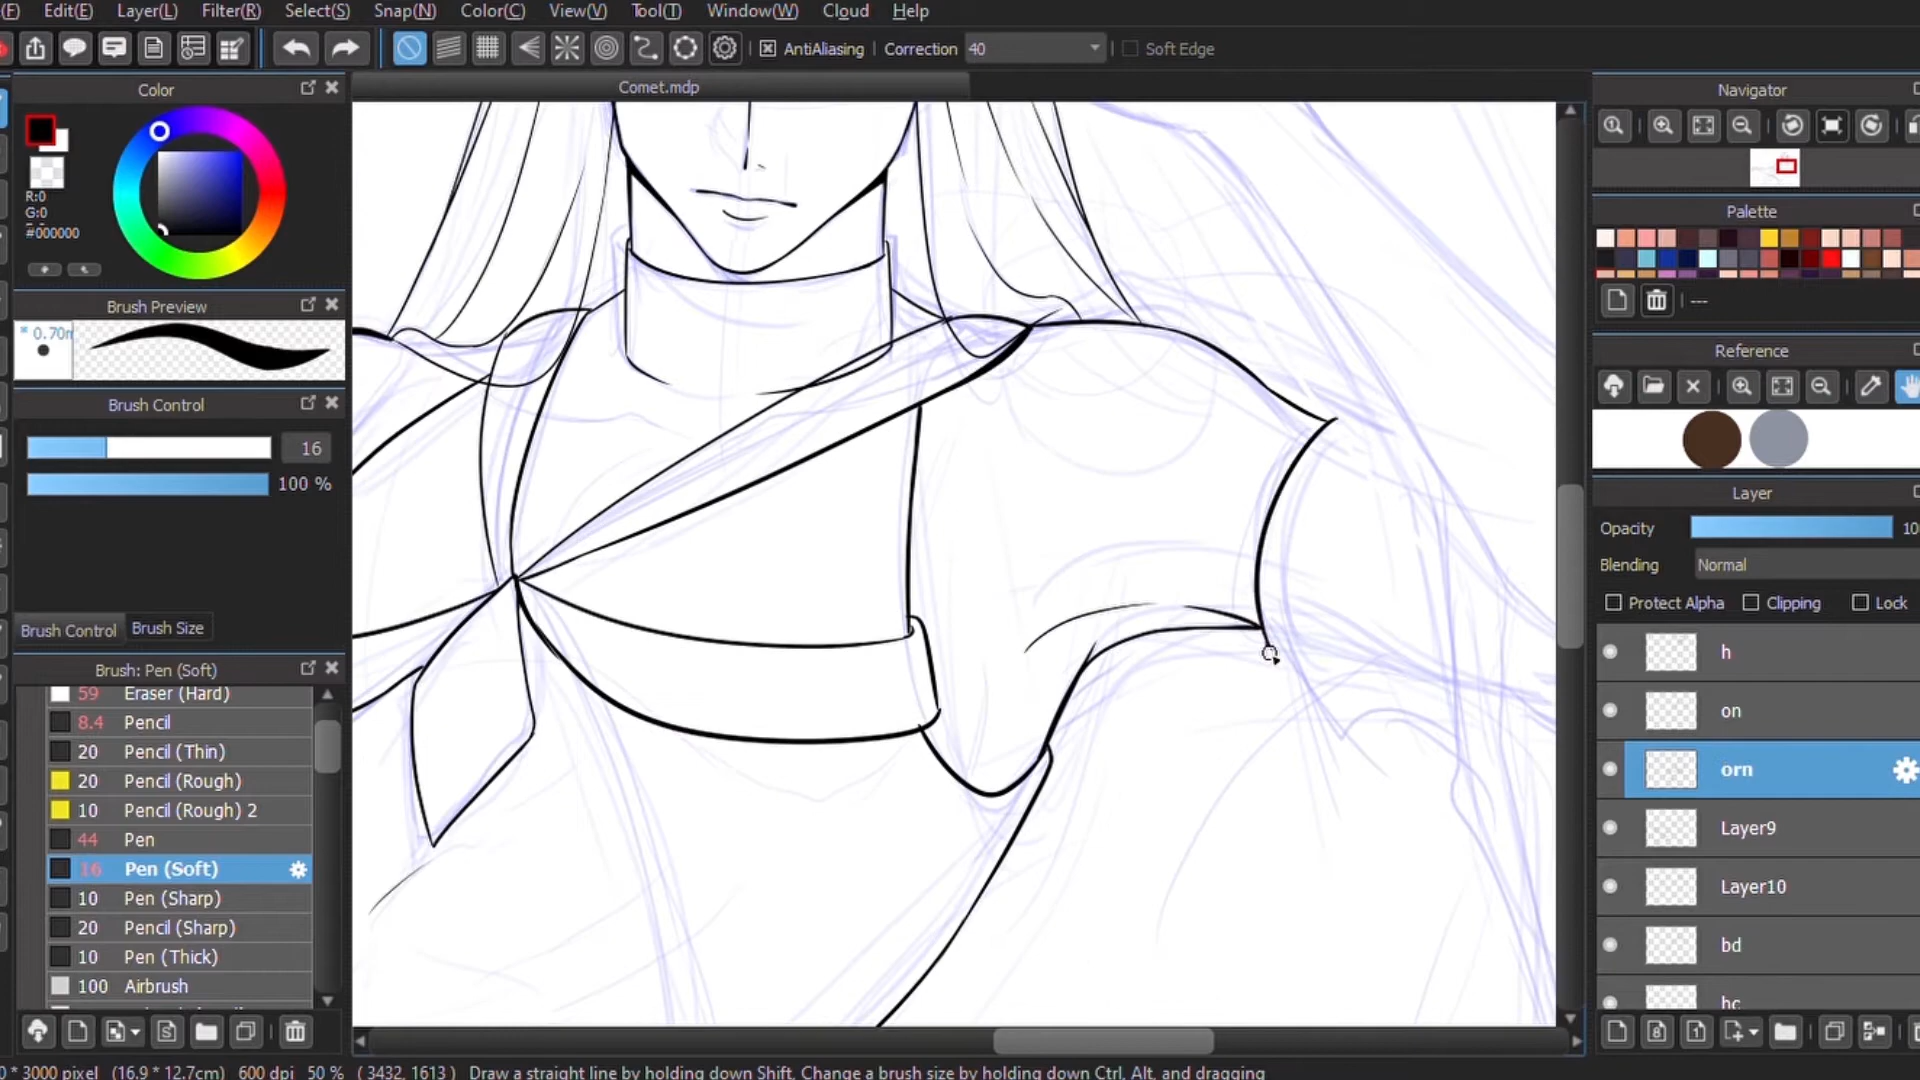 (F) Edit(E) Layer(L) Filter(R) Select(S) Snap(N) Color(C) View(V) Tool(T) Window(W) Cloud Help
AntiAliasing Correction 40 Soft Edge
Color
R:0
G:0
#000000
Brush Preview
* 0.70m
Brush Control
16
100 %
Brush Control Brush Size
Brush: Pen (Soft)
59 Eraser (Hard)
8.4 Pencil
20 Pencil (Thin)
20 Pencil (Rough)
10 Pencil (Rough) 2
44 Pen
16 Pen (Soft)
10 Pen (Sharp)
20 Pencil (Sharp)
10 Pen (Thick)
100 Airbrush
Comet.mdp
Navigator
Palette
---
Reference
Layer
Opacity 10
Blending Normal
Protect Alpha Clipping Lock
h
on
orn
Layer9
Layer10
bd
hc
0 * 3000 pixel (16.9 * 12.7cm) 600 dpi 50 % ( 3432, 1613 ) Draw a straight line by holding down Shift, Change a brush size by holding down Ctrl, Alt, and dragging